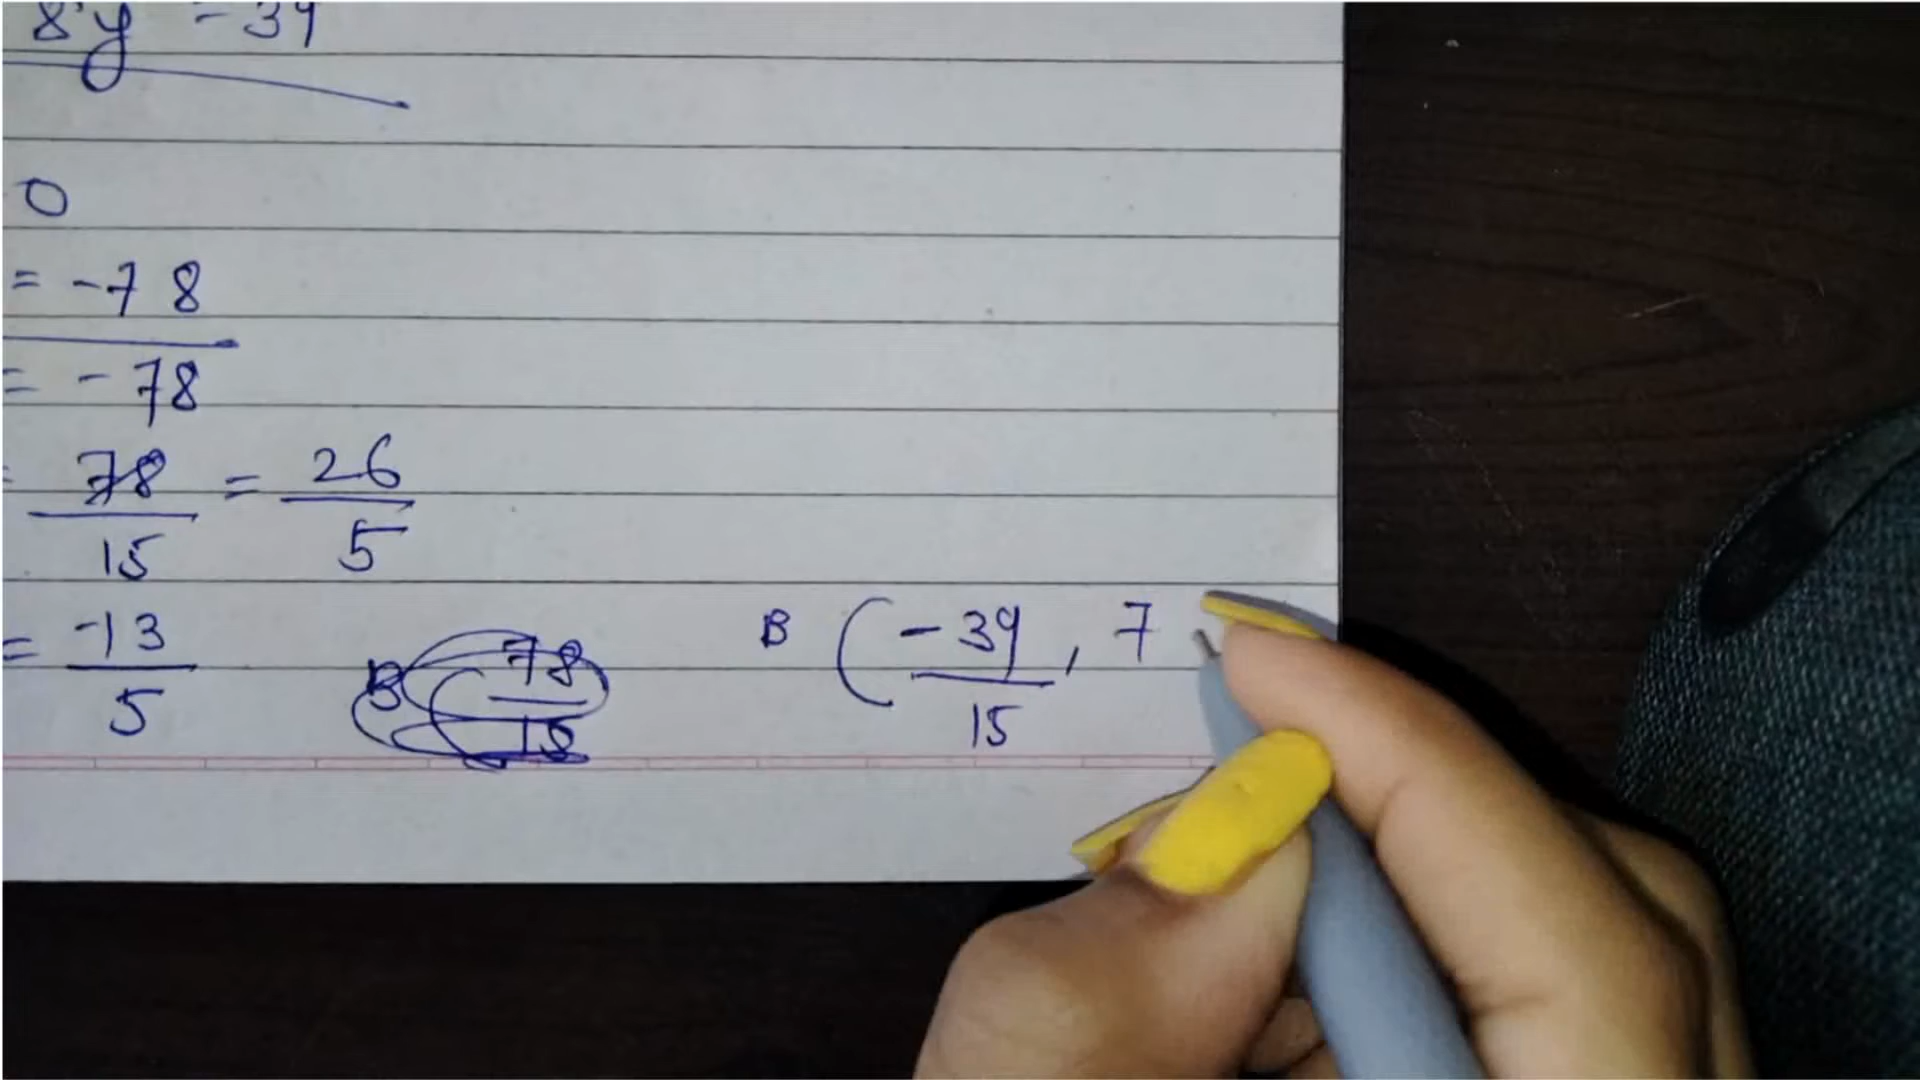 8y = 39
0
= -78
= - 78
= 78/15 = 26/5
= -13/5
B ( -39/15 , 7